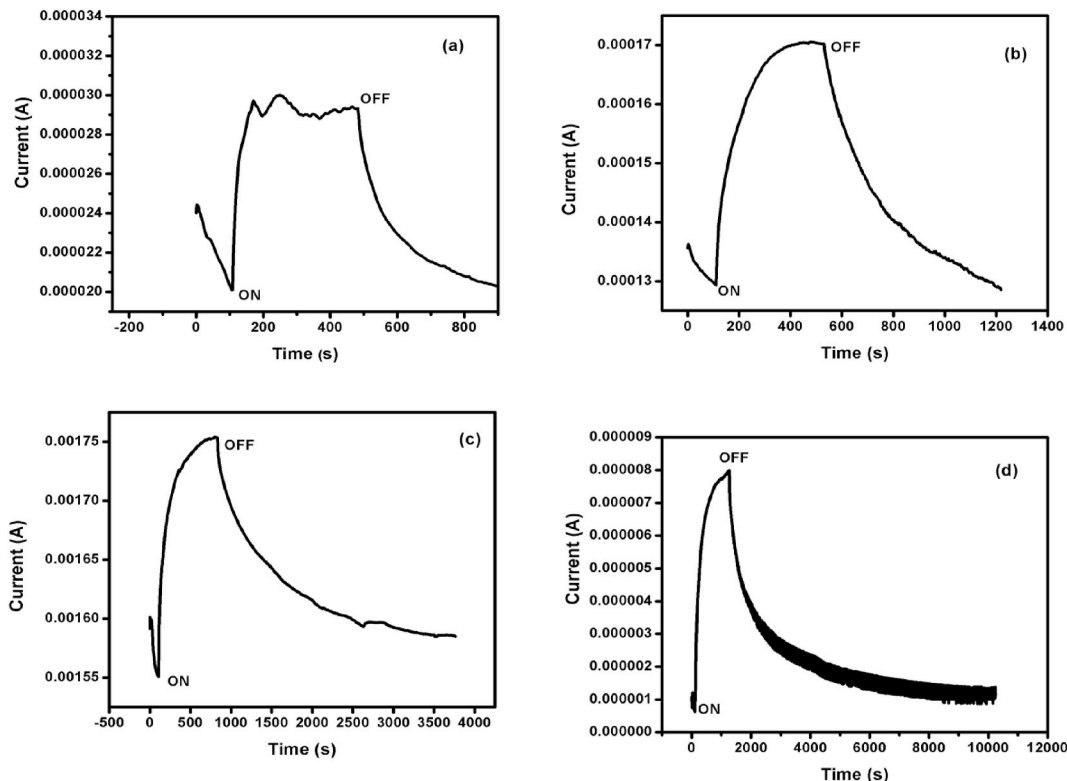 (a)
Current (A)
0.000034
0.000032
0.000030
0.000028
0.000026
0.000024
0.000022
0.000020
ON
OFF
-200 0 200 400 600 800
Time (s)
(b)
Current (A)
0.00017
0.00016
0.00015
0.00014
0.00013
ON
OFF
0 200 400 600 800 1000 1200 1400
Time (s)
(c)
Current (A)
0.00175
0.00170
0.00165
0.00160
0.00155
ON
OFF
-500 0 500 1000 1500 2000 2500 3000 3500 4000
Time (s)
(d)
Current (A)
0.000009
0.000008
0.000007
0.000006
0.000005
0.000004
0.000003
0.000002
0.000001
0.000000
ON
OFF
0 2000 4000 6000 8000 10000 12000
Time (s)